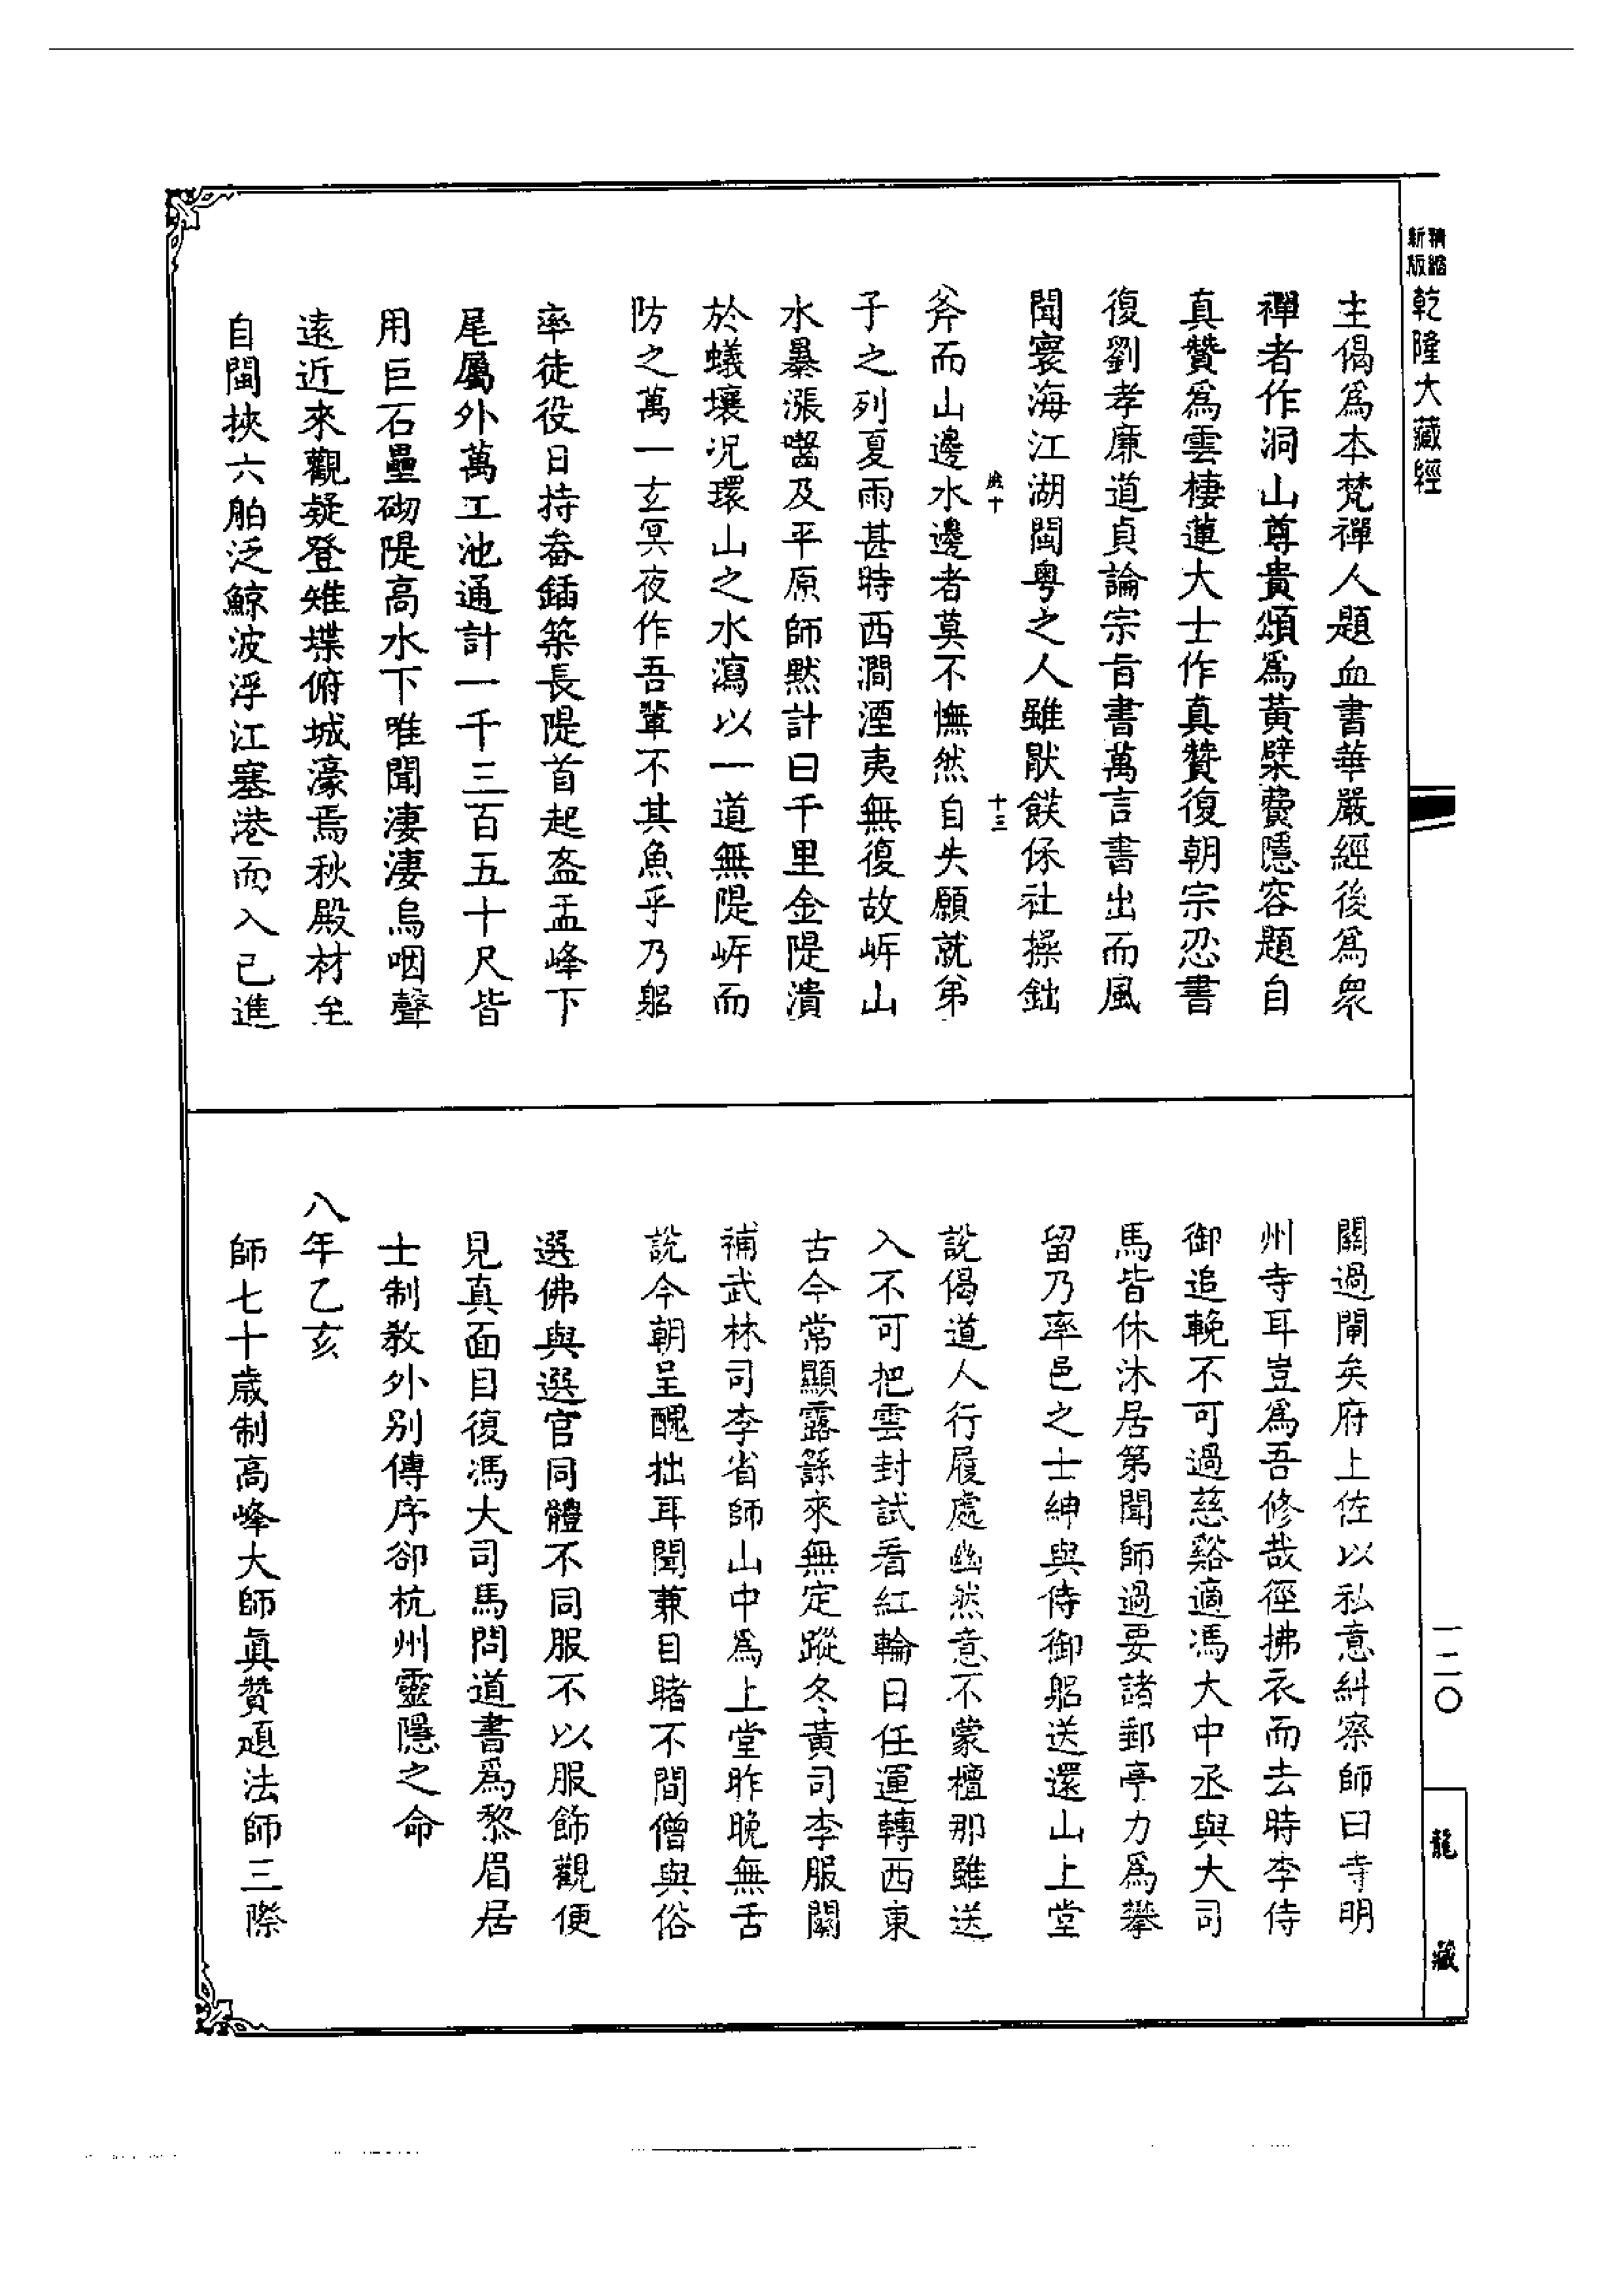 精縮新版乾隆大藏經
主偈爲本梵禪人題血書華嚴經後爲衆
禪者作洞山尊貴頌爲黃檗費隱容題自
真贊爲雲棲蓮大士作真贊復朝宗忍書
復劉孝廉道貞論宗旨書萬言書出而風
聞寰海江湖閩粤之人雖厭餒保社操鈯
斧而山邊水邊者莫不憮然自失願就弟
十三
子之列夏雨甚時西澗湮夷無復故㟁山
水暴漲嚙及平原師默計曰千里金隄潰
於蟻壤況環山之水瀉以一道無隄㟁而
防之萬一玄冥夜作吾輩不其魚乎乃躬
率徒役日持畚鍤築長隄首起盔盂峰下
尾屬外萬工池通計一千三百五十尺皆
用巨石壘砌隄高水下唯聞淒淒烏咽聲
遠近來觀疑登雉堞俯城濠焉秋殿材至
自閩挾六舶泛鯨波浮江塞港而入已進
關過閘矣府上佐以私意糾察師曰寺明
州寺耳豈爲吾修哉徑拂衣而去時李侍
御追輓不可過慈谿適馮大中丞與大司
馬皆休沐居第聞師過要諸郵亭力爲攀
留乃率邑之士紳與侍御躬送還山上堂
說偈道人行履處幽然意不蒙檀那雖送
入不可把雲封試看紅輪日任運轉西東
古今常顯露繇來無定蹤冬黃司李服闋
補武林司李省師山中爲上堂昨晚無舌
說今朝呈醜拙耳聞兼目睹不間僧與俗
選佛與選官同體不同服不以服飾觀便
見真面目復馮大司馬問道書爲黎眉居
士制教外別傳序卻杭州靈隱之命
八年乙亥
師七十歲制高峰大師眞贊題法師三際
一二〇
龍藏